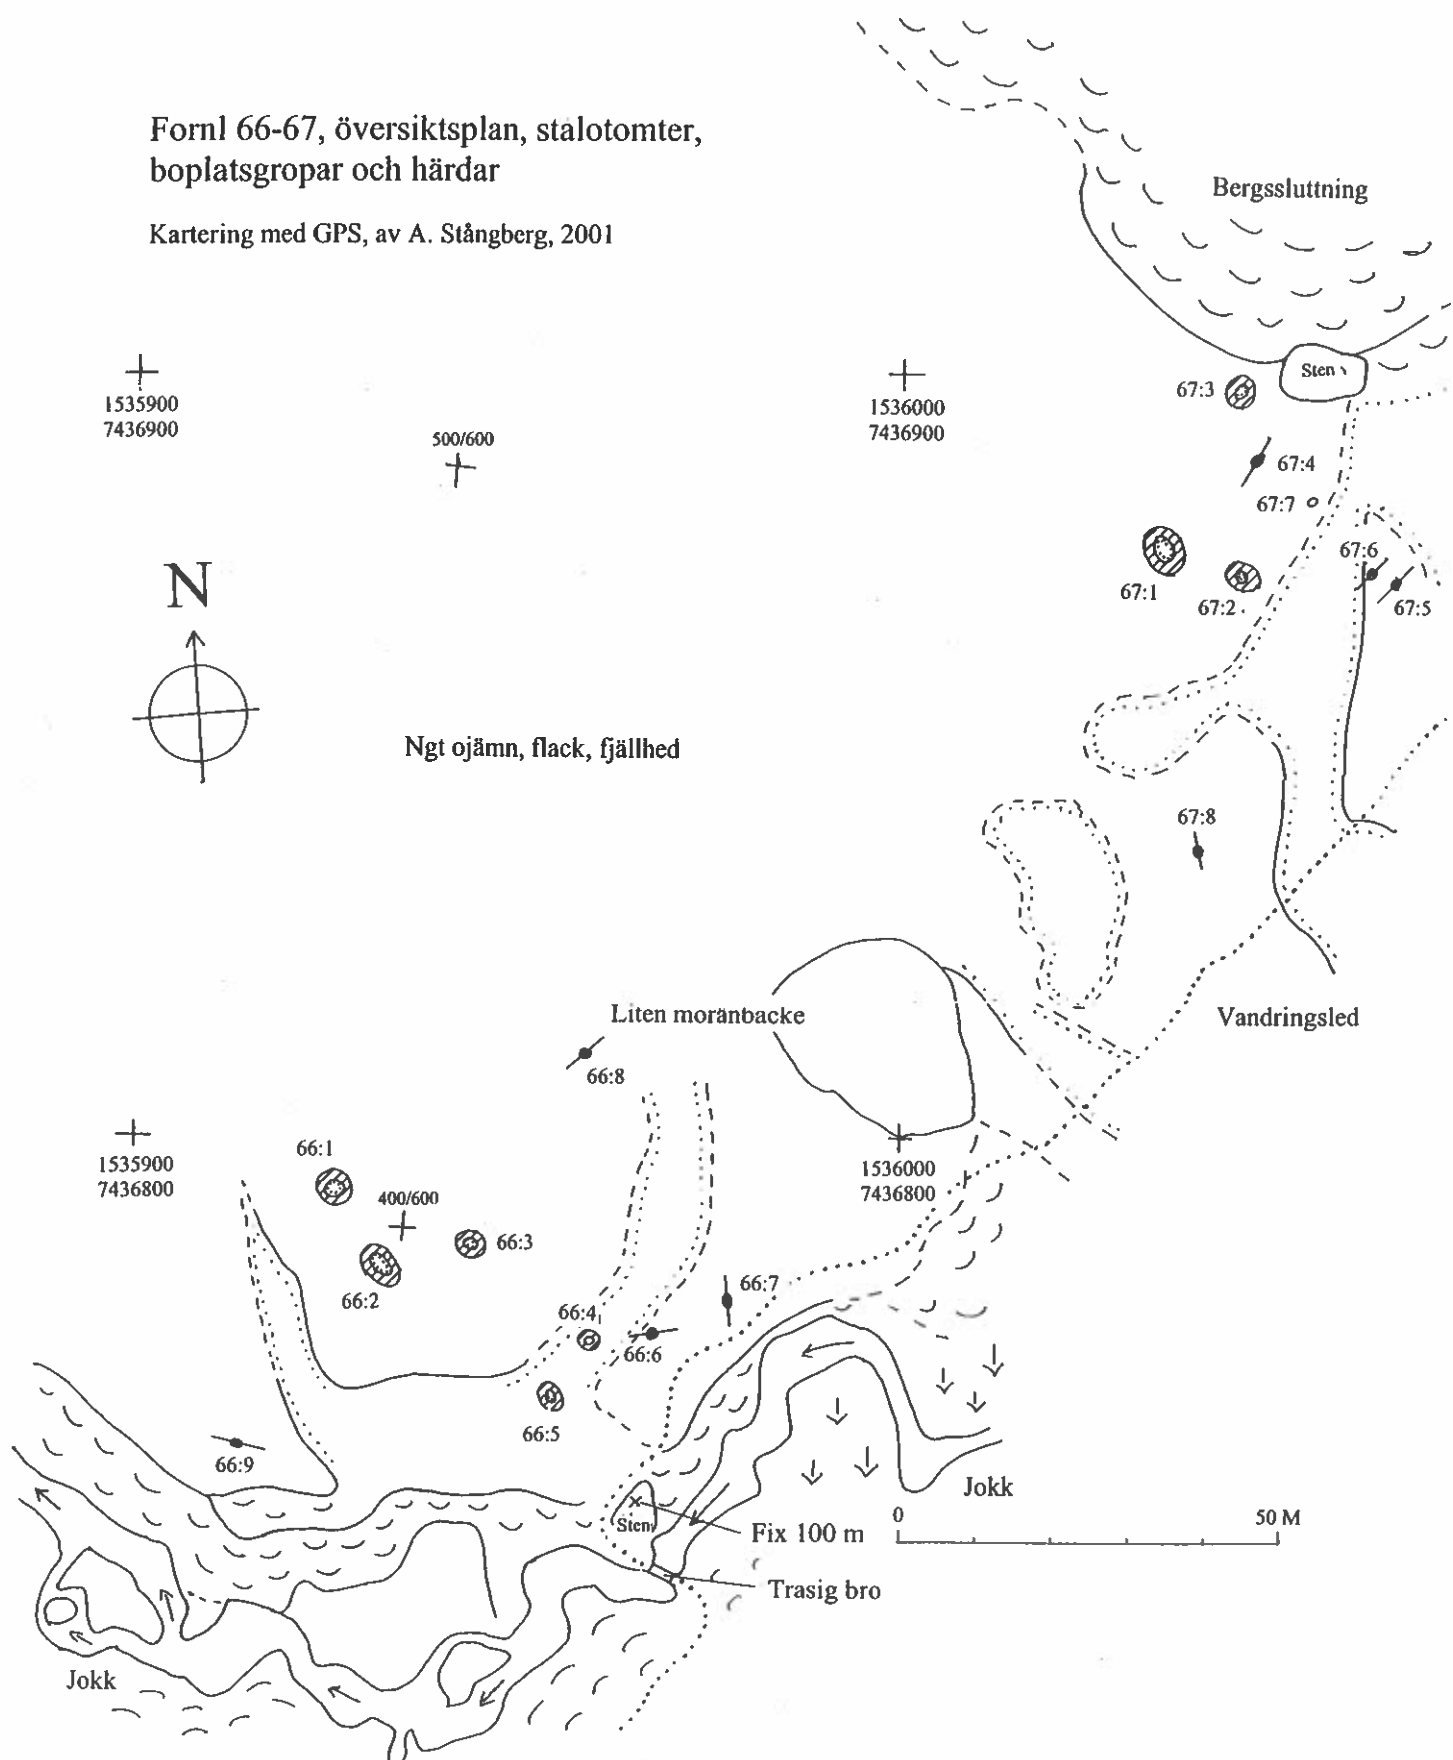 Fornl 66-67, översiktsplan, stalotomter,
boplatsgropar och härdar
Kartering med GPS, av A. Stångberg, 2001
Bergssluttning
Sten
67:3
1535900
7436900
1536000
7436900
500/600
67:4
67:7
67:6
67:1
67:2
67:5
N
Ngt ojämn, flack, fjällhed
67:8
Liten moränbacke
Vandringsled
66:8
66:1
1535900
7436800
1536000
7436800
400/600
66:3
66:2
66:7
66:4
66:6
66:5
66:9
Jokk
0
50 M
Sten
Fix 100 m
Trasig bro
Jokk